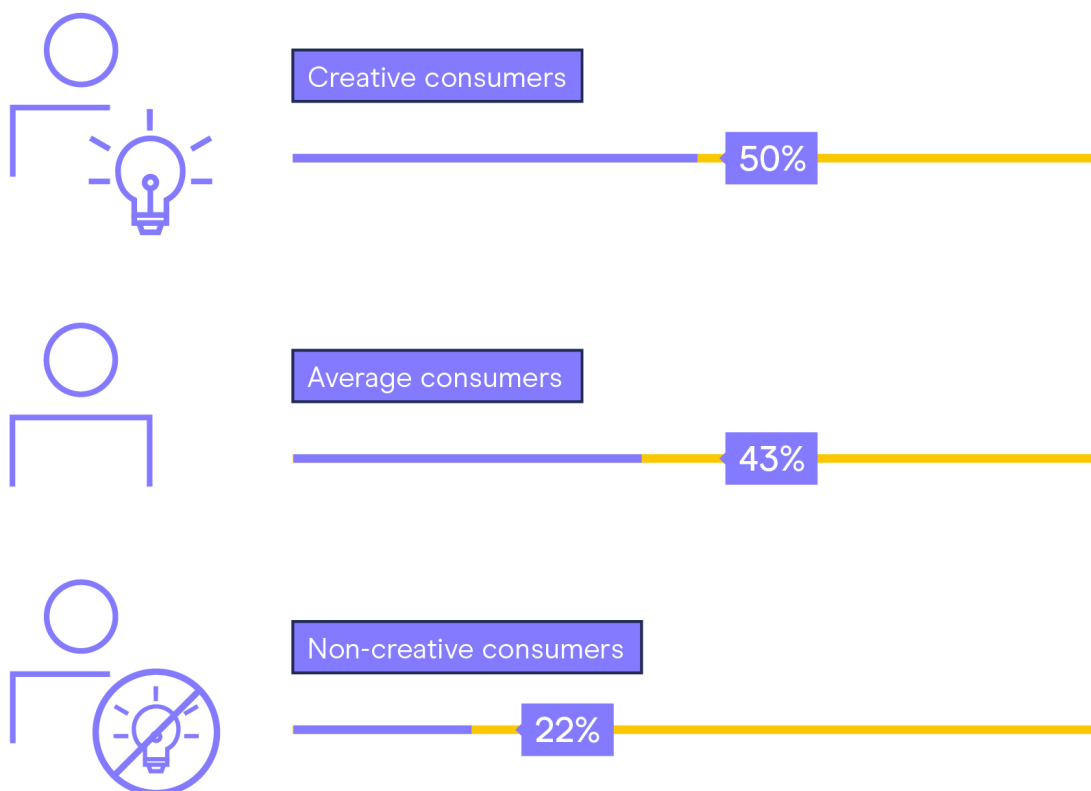 Creative consumers
50%
Average consumers
43%
Non-creative consumers
22%